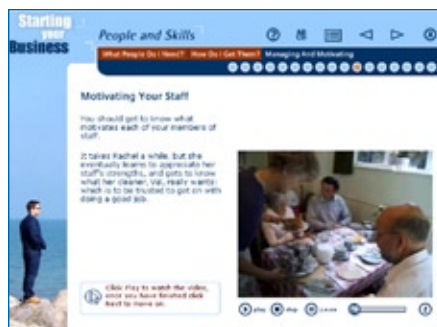 Starting
your
Business
People and Skills
What People Do I Need? How Do I Get Them? Managing And Motivating
Motivating Your Staff
You should get to know what
motivates each of your members of
staff.
It takes Rachel a while, but she
eventually learns to appreciate her
staff's strengths, and gets to know
what her cleaner, Val, really wants:
which is to be trusted to get on with
doing a good job.
Click Play to watch the video,
once you have finished click
Next to move on.
play stop